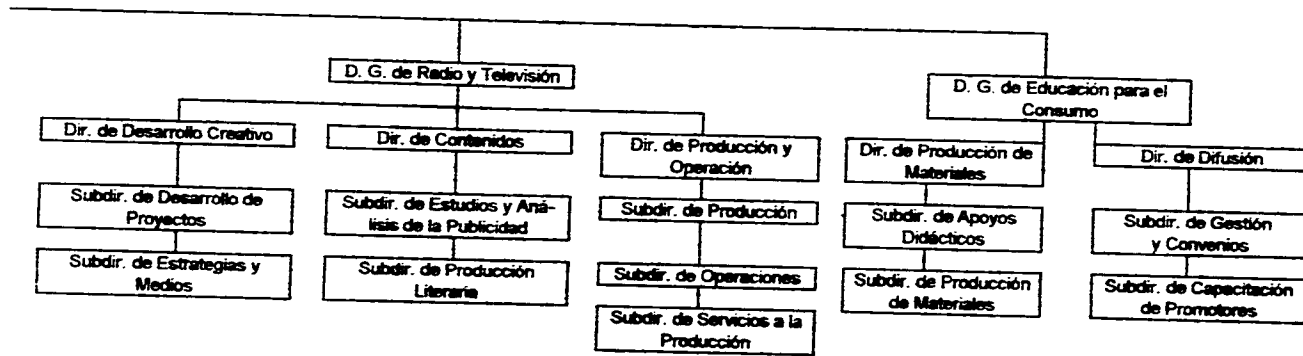 D. G. de Radio y Televisión
D. G. de Educación para el
Consumo
Dir. de Desarrollo Creativo
Dir. de Contenidos
Dir. de Producción y
Operación
Dir. de Producción de
Materiales
Dir. de Difusión
Subdir. de Desarrollo de
Proyectos
Subdir. de Estudios y Aná-
lisis de la Publicidad
Subdir. de Producción
Subdir. de Apoyos
Didácticos
Subdir. de Gestión
y Convenios
Subdir. de Estrategias y
Medios
Subdir. de Producción
Literaria
Subdir. de Operaciones
Subdir. de Producción
de Materiales
Subdir. de Capacitación
de Promotores
Subdir. de Servicios a la
Producción